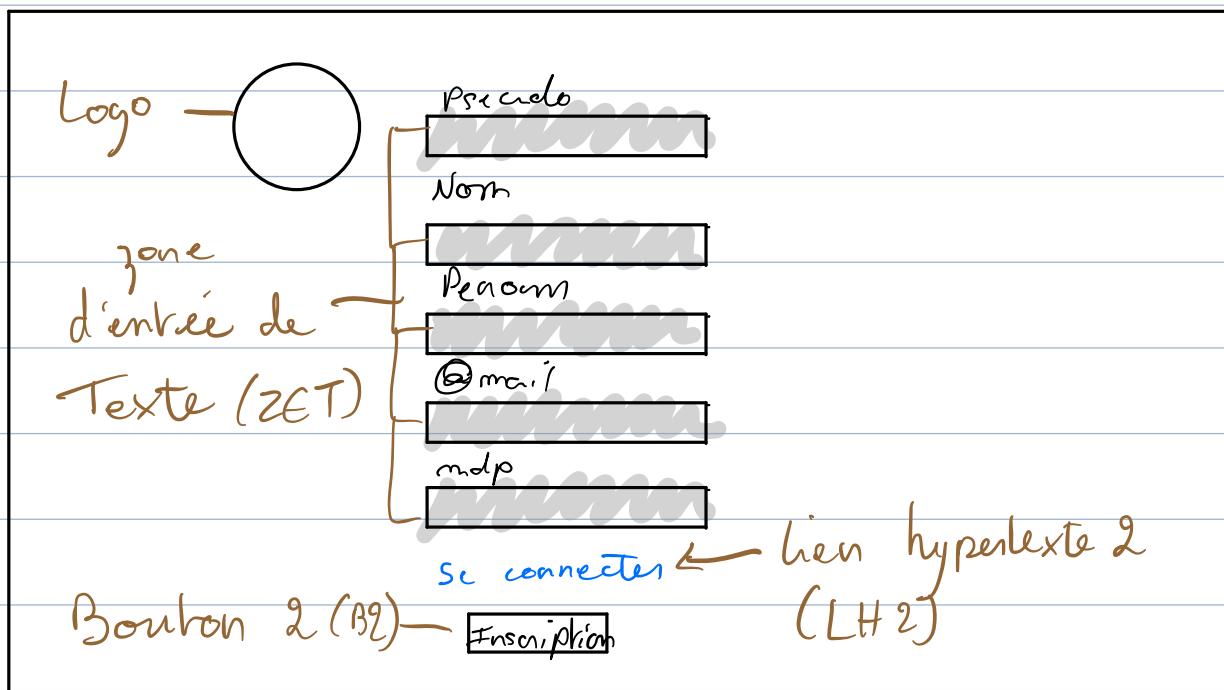 Logo
Pseudo
Nom
zone
d'entrée de
Texte (ZET)
Prenom
@mail
mdp
Se connecter
Lien hypertexte 2
(LH2)
Bouton 2 (B2)
Inscription